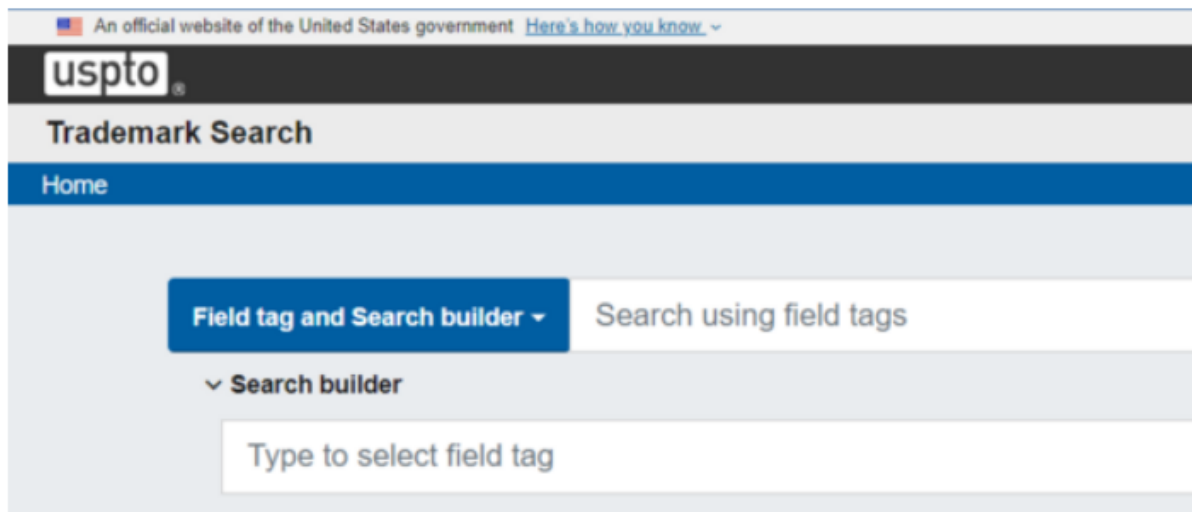 An official website of the United States government Here's how you know
uspto®
Trademark Search
Home
Field tag and Search builder Search using field tags
Search builder
Type to select field tag